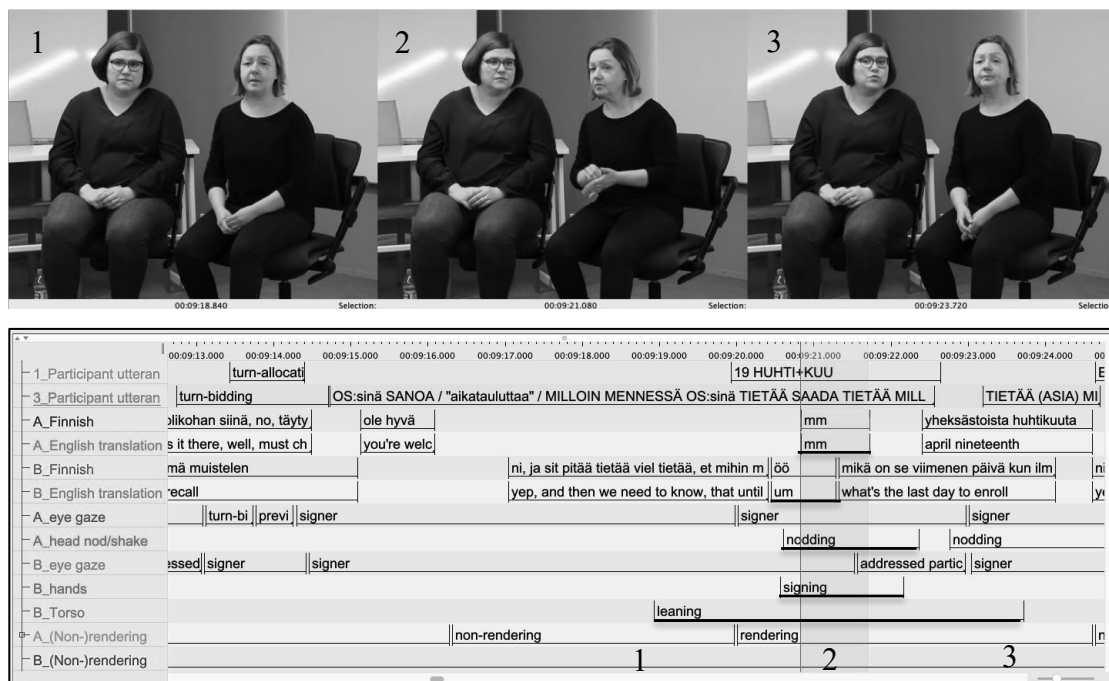 1 2 3
00:09:18.840 Selection: 00:09:21.080 Selection: 00:09:23.720 Selectio
00:09:13.000 00:09:14.000 00:09:15.000 00:09:16.000 00:09:17.000 00:09:18.000 00:09:19.000 00:09:20.000 00:09:21.000 00:09:22.000 00:09:23.000 00:09:24.000 00
1_Participant utteran turn-allocati 19 HUHTI+KUU E
3_Participant utteran turn-bidding OS:sinä SANOA / "aikatauluttaa" / MILLOIN MENNESSÄ OS:sinä TIETÄÄ SAADA TIETÄÄ MILL TIETÄÄ (ASIA) MI
A_Finnish olikohan siinä, no, täyty ole hyvä mm yheksästoista huhtikuuta
A_English translation s it there, well, must ch you're welc mm april nineteenth
B_Finnish mä muistelen ni, ja sit pitää tietää viel tietää, et mihin m öö mikä on se viimenen päivä kun ilm ni
B_English translation recall yep, and then we need to know, that until um what's the last day to enroll ye
A_eye gaze turn-bi previ signer signer signer
A_head nod/shake nodding nodding
B_eye gaze essed signer signer addressed partic signer
B_hands signing
B_Torso leaning
A_(Non-)rendering non-rendering rendering n
B_(Non-)rendering 1 2 3